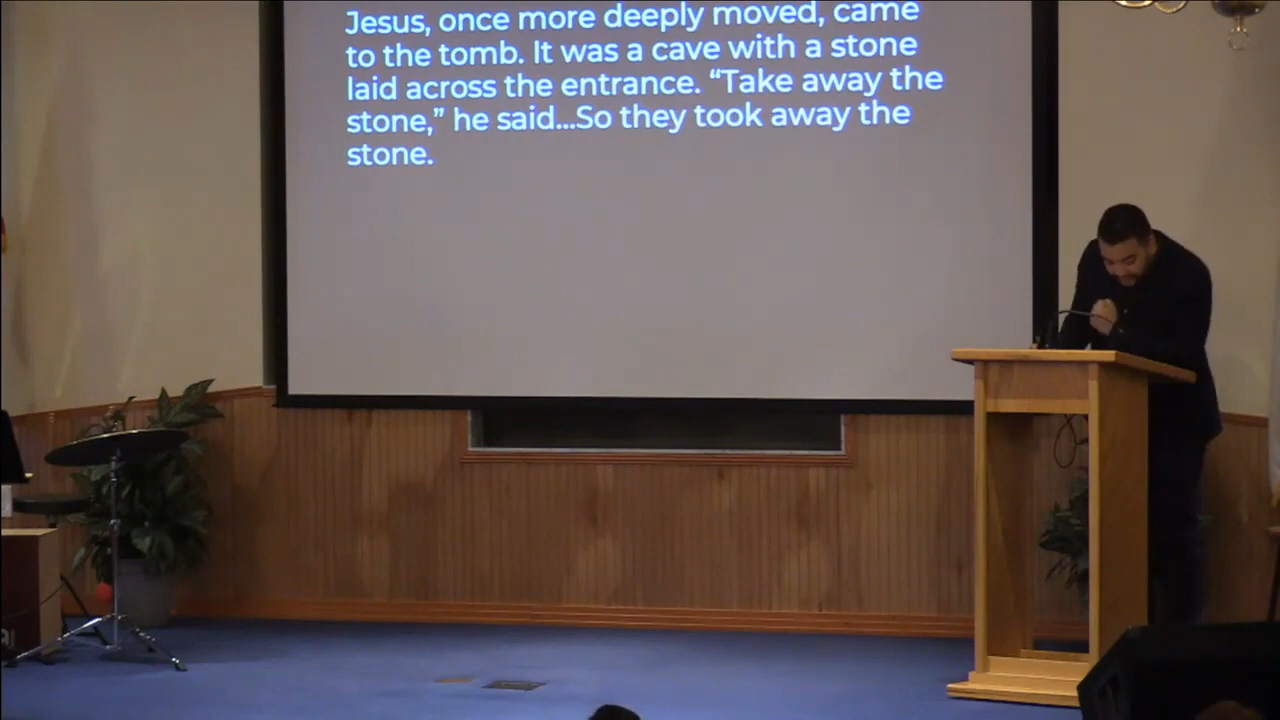 Jesus, once more deeply moved, came
to the tomb. It was a cave with a stone
laid across the entrance. “Take away the
stone,” he said...So they took away the
stone.